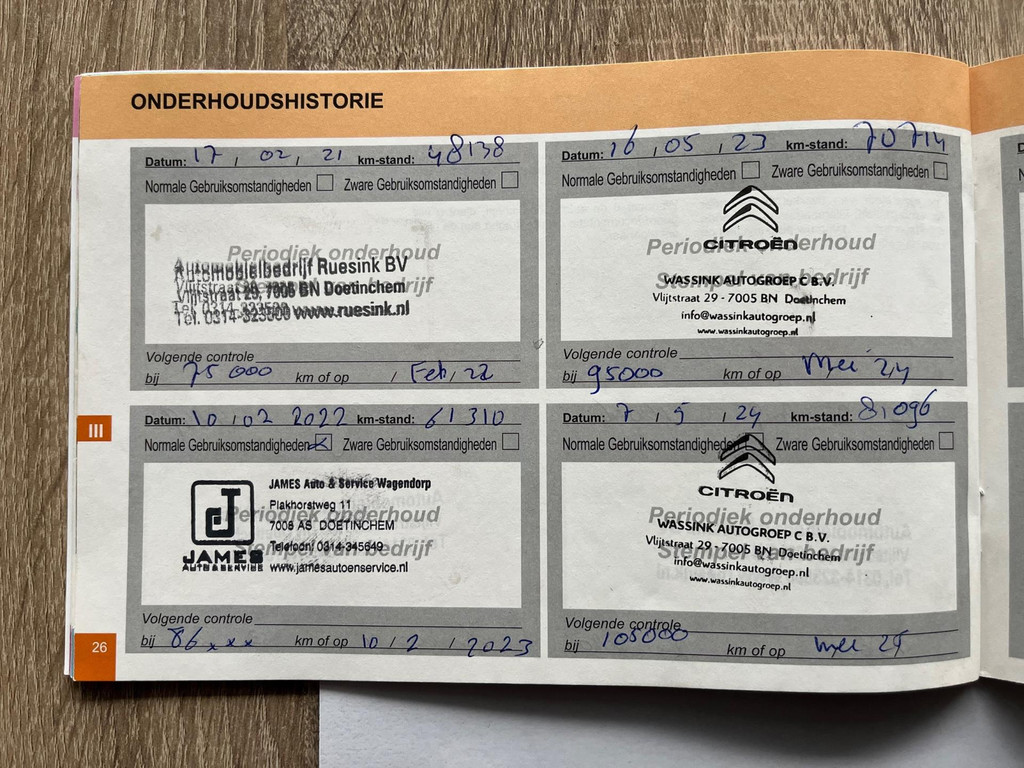 ONDERHOUDSHISTORIE
Datum: 17 / 02 / 21 km-stand: 48138
Normale Gebruiksomstandigheden Zware Gebruiksomstandigheden
Periodiek onderhoud
Automobielbedrijf Ruesink BV
Vlijtstraat 29, 7005 BN Doetinchem
Tel. 0314-323500 www.ruesink.nl
Volgende controle
bij 75000 km of op / Feb / 22
Datum: 16 / 05 / 23 km-stand: 70714
Normale Gebruiksomstandigheden Zware Gebruiksomstandigheden
CITROËN
Periodiek onderhoud
Stempel van bedrijf
WASSINK AUTOGROEP C B.V.
Vlijtstraat 29 - 7005 BN Doetinchem
info@wassinkautogroep.nl
www.wassinkautogroep.nl
Volgende controle
bij 95000 km of op Mei 24
III
Datum: 10 / 02 2022 km-stand: 61310
Normale Gebruiksomstandigheden Zware Gebruiksomstandigheden
JAMES Auto & Service Wagendorp
Plakhorstweg 11
7006 AS DOETINCHEM
Periodiek onderhoud
Stempel van bedrijf
Telefoon: 0314-345649
www.jamesautoenservice.nl
JAMES
AUTO & SERVICE
Volgende controle
bij 86xxx km of op 10 / 2 / 2023
Datum: 7 / 5 / 24 km-stand: 81096
Normale Gebruiksomstandigheden Zware Gebruiksomstandigheden
CITROËN
Periodiek onderhoud
Stempel van bedrijf
WASSINK AUTOGROEP C B.V.
Vlijtstraat 29 - 7005 BN Doetinchem
info@wassinkautogroep.nl
www.wassinkautogroep.nl
Volgende controle
bij 105000 km of op mei 25
26